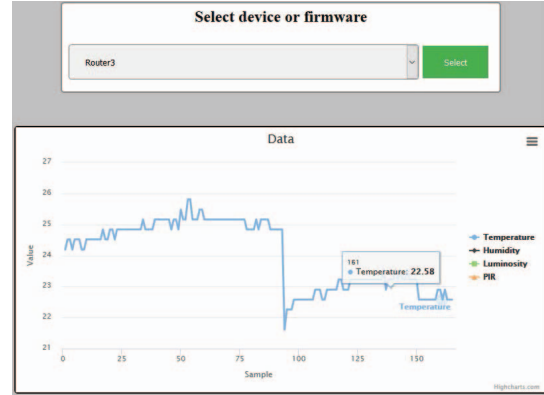 Select device or firmware
Router3
Select
Data
27
26
25
24
23
22
21
Value
161
Temperature: 22.58
Temperature
0
25
50
75
100
125
150
Sample
Temperature
Humidity
Luminosity
PIR
Highcharts.com